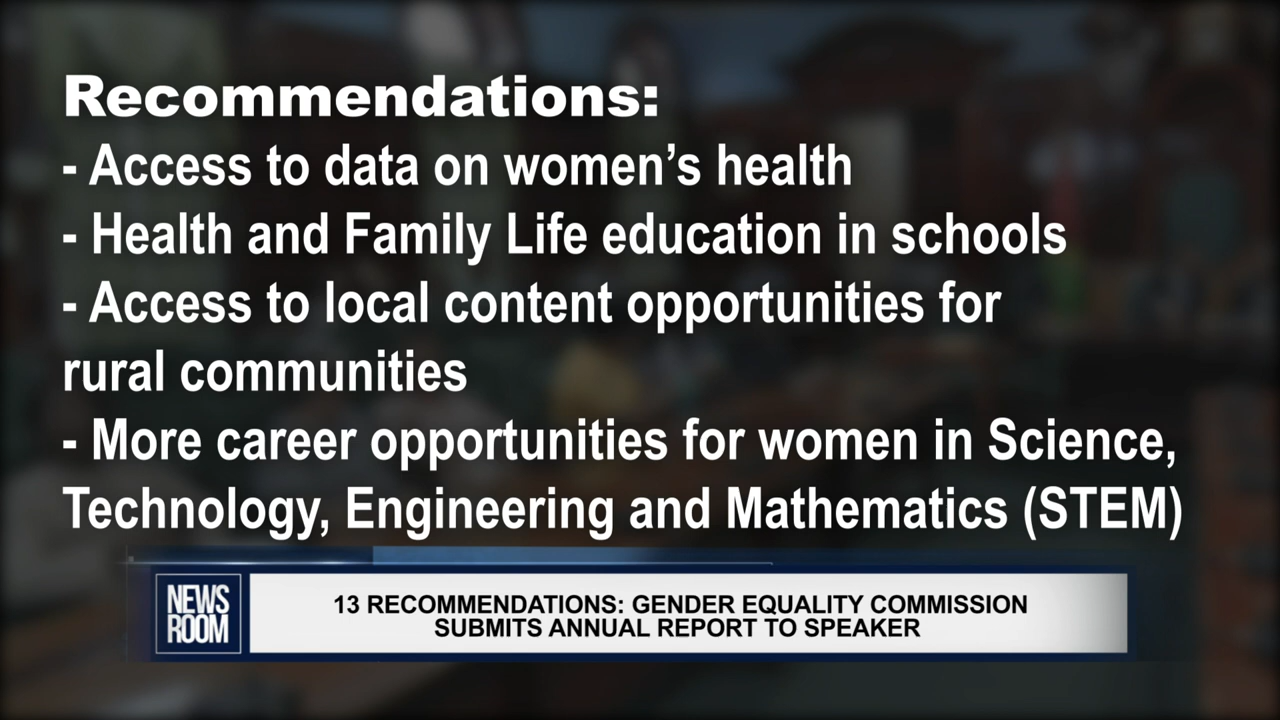 Recommendations:
- Access to data on women’s health
- Health and Family Life education in schools
- Access to local content opportunities for
rural communities
- More career opportunities for women in Science,
Technology, Engineering and Mathematics (STEM)
NEWS
ROOM
13 RECOMMENDATIONS: GENDER EQUALITY COMMISSION
SUBMITS ANNUAL REPORT TO SPEAKER